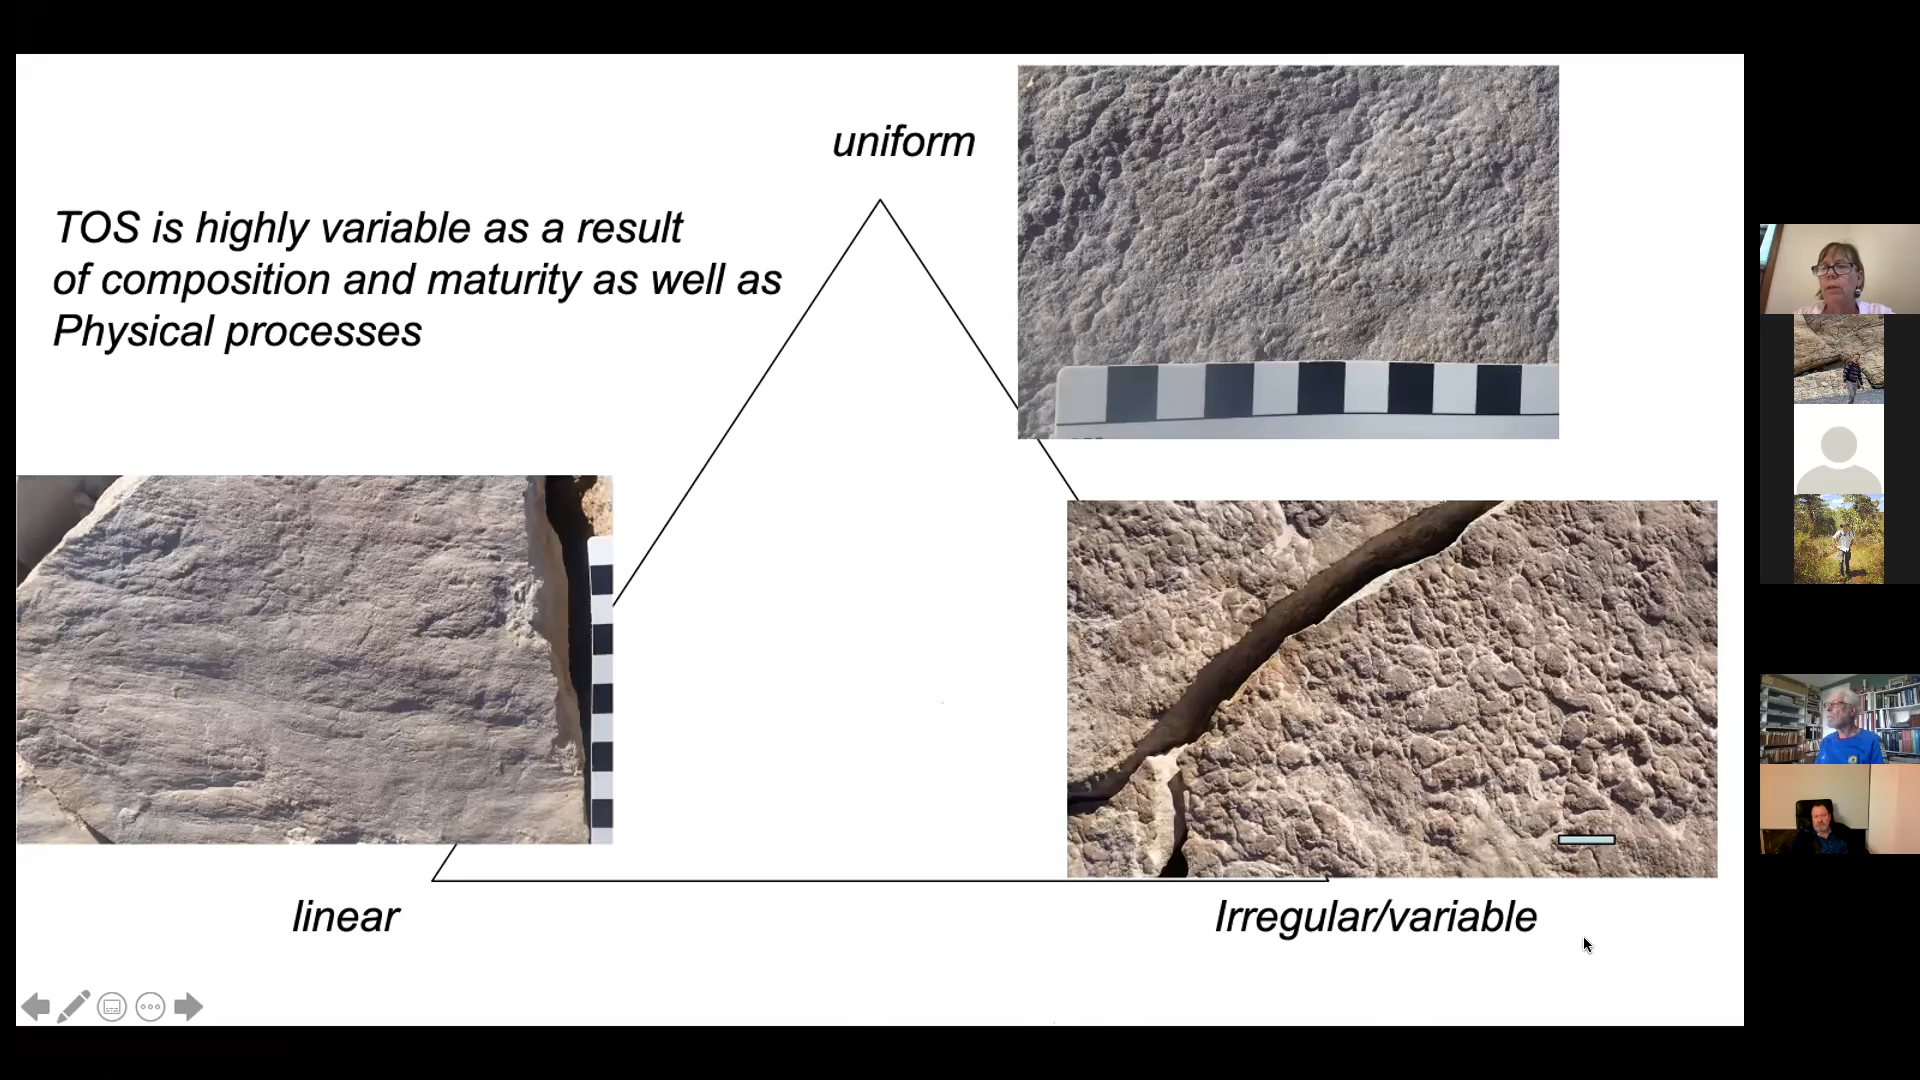 uniform
TOS is highly variable as a result
of composition and maturity as well as
Physical processes
linear
Irregular/variable